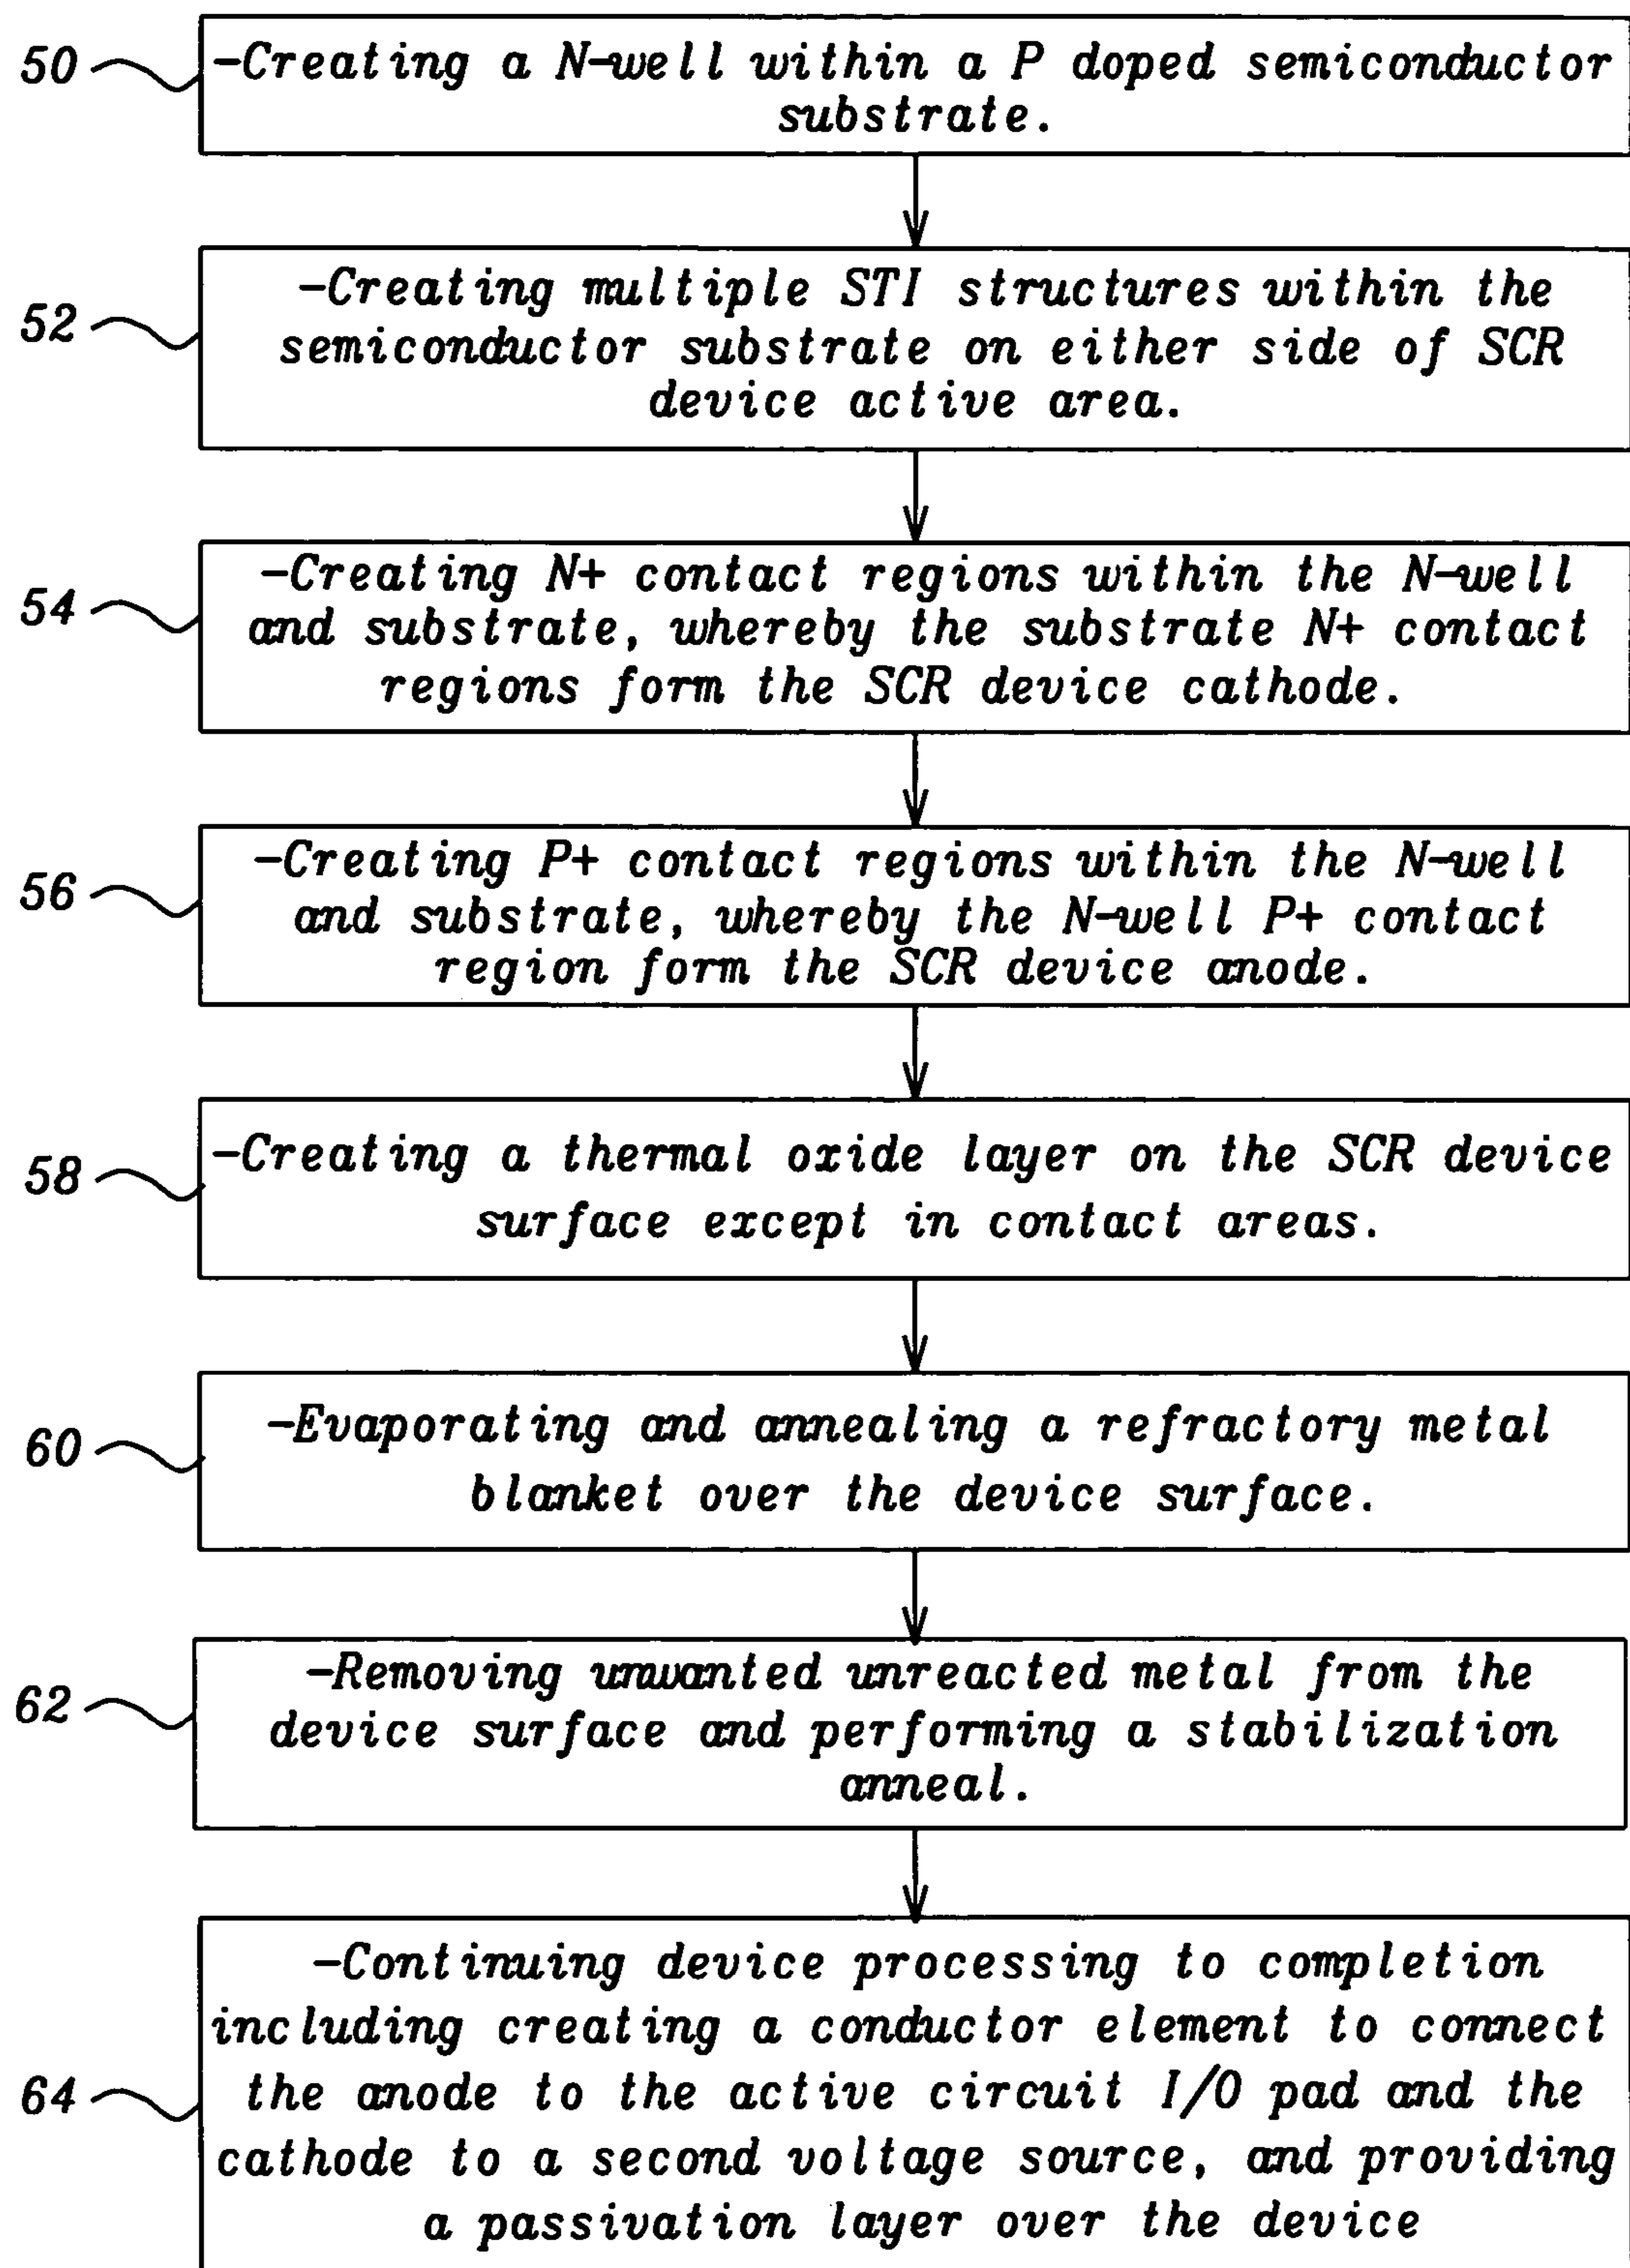 50
-Creating a N-well within a P doped semiconductor
substrate.
52
-Creating multiple STI structures within the
semiconductor substrate on either side of SCR
device active area.
54
-Creating N+ contact regions within the N-well
and substrate, whereby the substrate N+ contact
regions form the SCR device cathode.
56
-Creating P+ contact regions within the N-well
and substrate, whereby the N-well P+ contact
region form the SCR device anode.
58
-Creating a thermal oxide layer on the SCR device
surface except in contact areas.
60
-Evaporating and annealing a refractory metal
blanket over the device surface.
62
-Removing unwanted unreacted metal from the
device surface and performing a stabilization
anneal.
64
-Continuing device processing to completion
including creating a conductor element to connect
the anode to the active circuit I/O pad and the
cathode to a second voltage source, and providing
a passivation layer over the device